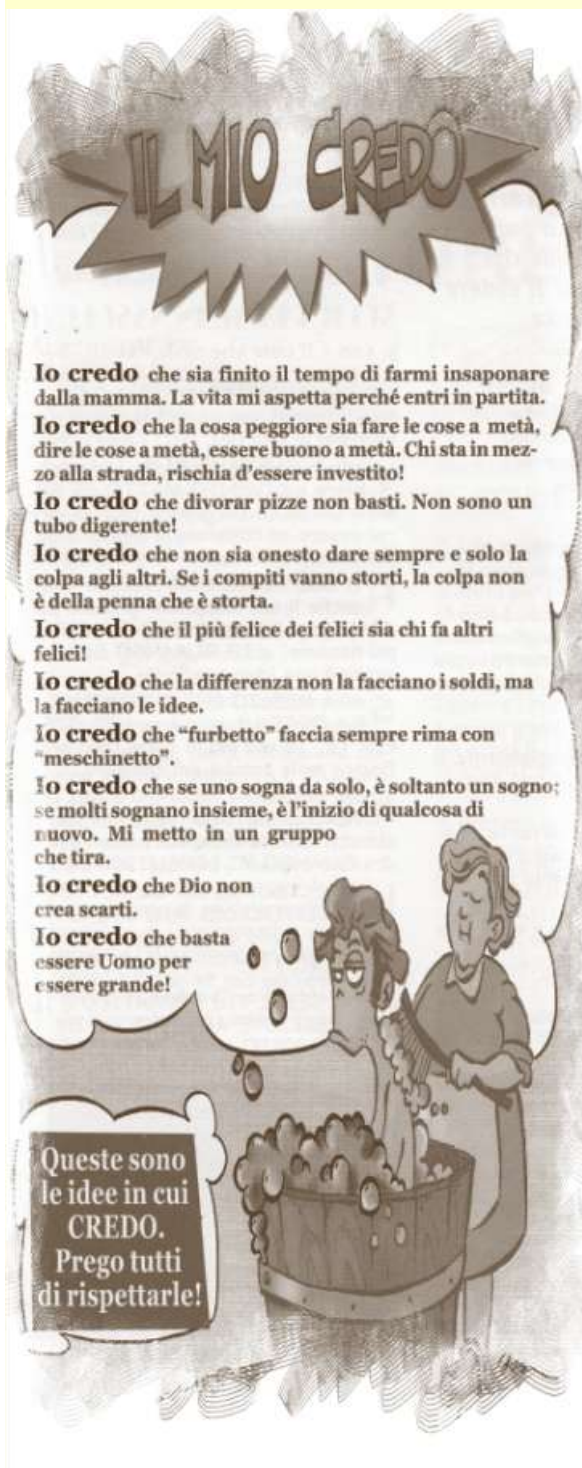 IL MIO CREDO
Io credo che sia finito il tempo di farmi insaponare
dalla mamma. La vita mi aspetta perché entri in partita.
Io credo che la cosa peggiore sia fare le cose a metà,
dire le cose a metà, essere buono a metà. Chi sta in mez-
zo alla strada, rischia d'essere investito!
Io credo che divorar pizze non basti. Non sono un
tubo digerente!
Io credo che non sia onesto dare sempre e solo la
colpa agli altri. Se i compiti vanno storti, la colpa non
è della penna che è storta.
Io credo che il più felice dei felici sia chi fa altri
felici!
Io credo che la differenza non la facciano i soldi, ma
la facciano le idee.
Io credo che "furbetto" faccia sempre rima con
"meschinetto".
Io credo che se uno sogna da solo, è soltanto un sogno;
se molti sognano insieme, è l'inizio di qualcosa di
nuovo. Mi metto in un gruppo
che tira.
Io credo che Dio non
crea scarti.
Io credo che basta
essere Uomo per
essere grande!
Queste sono
le idee in cui
CREDO.
Prego tutti
di rispettarle!